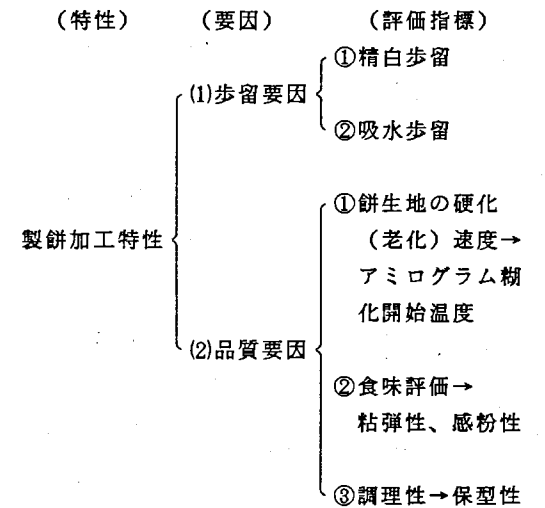 (特性) (要因) (評価指標)
①精白歩留
(1)歩留要因
②吸水歩留
①餅生地の硬化
製餅加工特性
(老化)速度→
アミログラム糊
化開始温度
(2)品質要因
②食味評価→
粘弾性、感粉性
③調理性→保型性